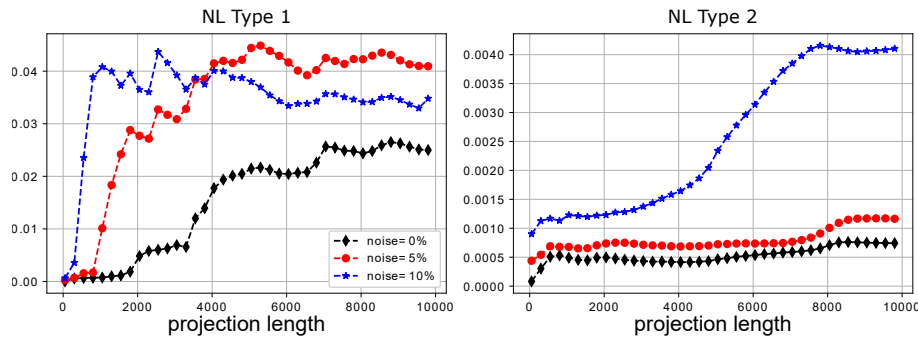 NL Type 1
0.04
0.03
0.02
0.01
0.00
noise= 0%
noise= 5%
noise= 10%
0 2000 4000 6000 8000 10000
projection length
NL Type 2
0.0040
0.0035
0.0030
0.0025
0.0020
0.0015
0.0010
0.0005
0.0000
0 2000 4000 6000 8000 10000
projection length